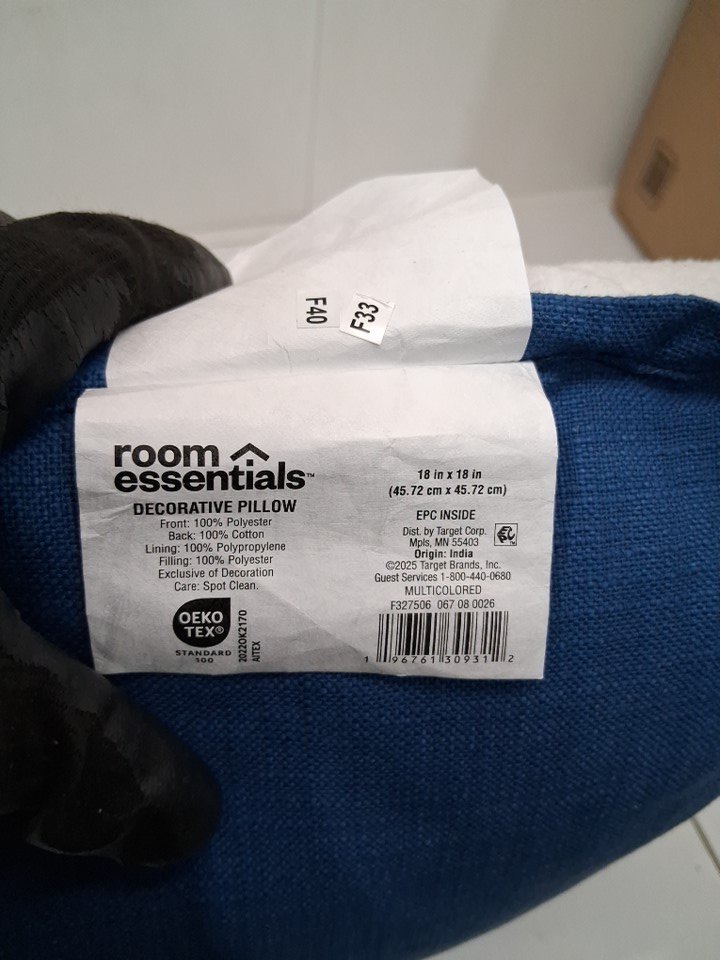 F40
F33
room
essentials™
DECORATIVE PILLOW
Front: 100% Polyester
Back: 100% Cotton
Lining: 100% Polypropylene
Filling: 100% Polyester
Exclusive of Decoration
Care: Spot Clean.
OEKO
TEX®
STANDARD
100
2022OK2170
AITEX
18 in x 18 in
(45.72 cm x 45.72 cm)
EPC INSIDE
Dist. by Target Corp.
Mpls, MN 55403
Origin: India
©2025 Target Brands, Inc.
Guest Services 1-800-440-0680
MULTICOLORED
F327506 067 08 0026
1 96761 30931 2